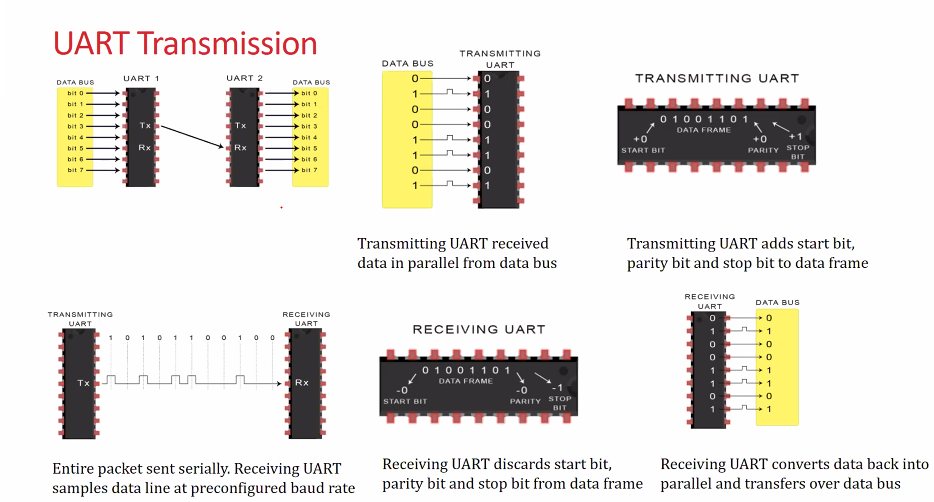 UART Transmission
DATA BUS
UART 1
UART 2
DATA BUS
bit 0
bit 1
bit 2
bit 3
bit 4
bit 5
bit 6
bit 7
Tx
Rx
Tx
Rx
bit 0
bit 1
bit 2
bit 3
bit 4
bit 5
bit 6
bit 7
DATA BUS
TRANSMITTING
UART
0 0
1 1
0 0
0 0
1 1
1 1
0 0
1 1
Transmitting UART received
data in parallel from data bus
TRANSMITTING UART
0 1 0 0 1 1 0 1
DATA FRAME
+0
START BIT
+0
PARITY
+1
STOP
BIT
Transmitting UART adds start bit,
parity bit and stop bit to data frame
TRANSMITTING
UART
RECEIVING
UART
1 0 1 0 1 1 0 0 1 0 0
Tx
Rx
Entire packet sent serially. Receiving UART
samples data line at preconfigured baud rate
RECEIVING UART
0 1 0 0 1 1 0 1
DATA FRAME
-0
START BIT
-0
PARITY
-1
STOP
BIT
Receiving UART discards start bit,
parity bit and stop bit from data frame
RECEIVING
UART
DATA BUS
0 0
1 1
0 0
0 0
1 1
1 1
0 0
1 1
Receiving UART converts data back into
parallel and transfers over data bus